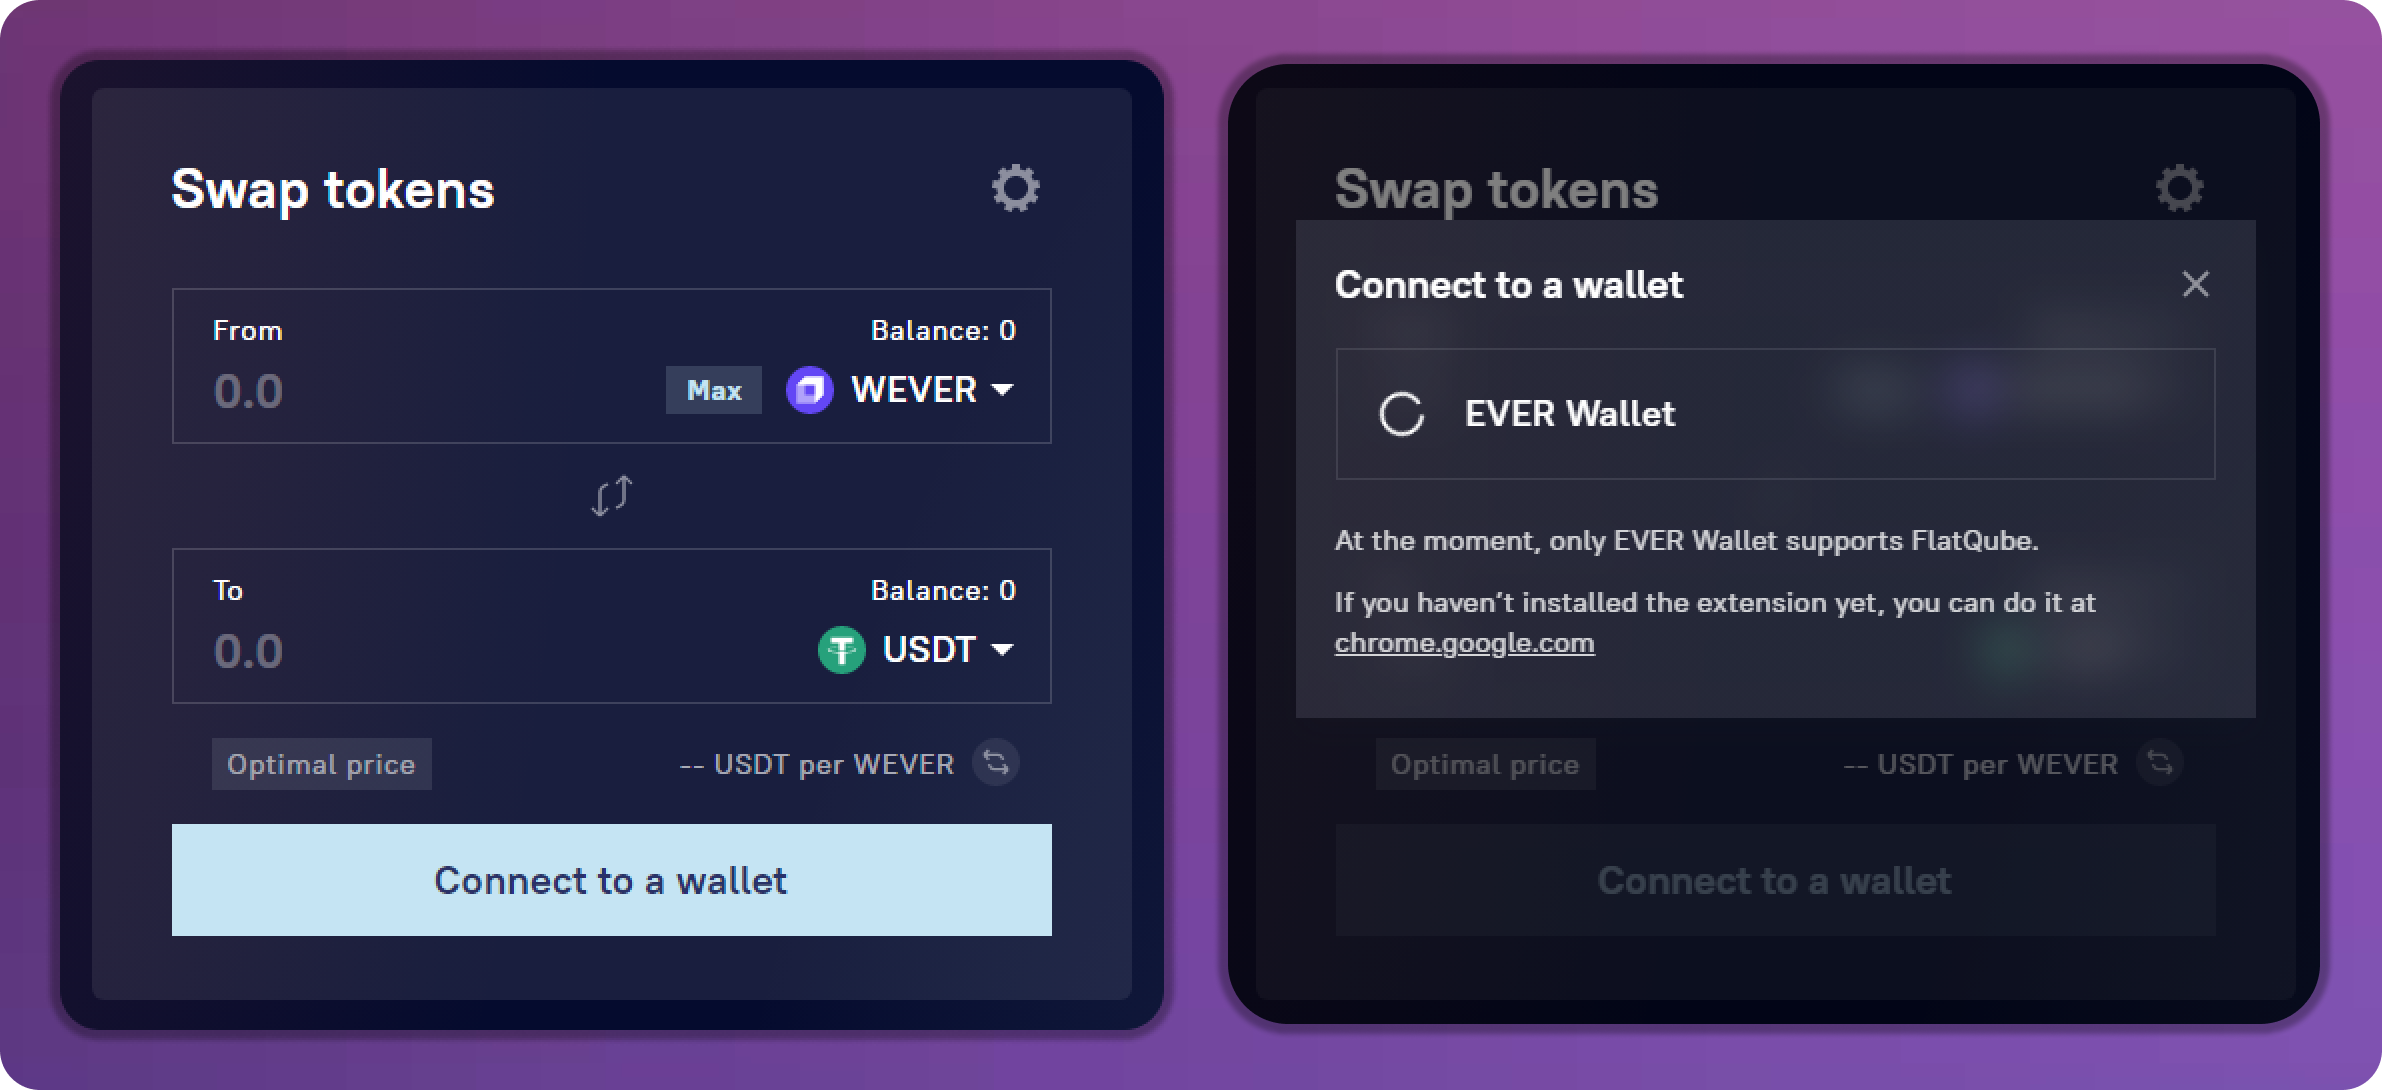 Swap tokens
From
Balance: 0
0.0
Max
WEVER
To
Balance: 0
0.0
USDT
Optimal price
-- USDT per WEVER
Connect to a wallet
Swap tokens
Connect to a wallet
EVER Wallet
At the moment, only EVER Wallet supports FlatQube.
If you haven’t installed the extension yet, you can do it at
chrome.google.com
Optimal price
-- USDT per WEVER
Connect to a wallet